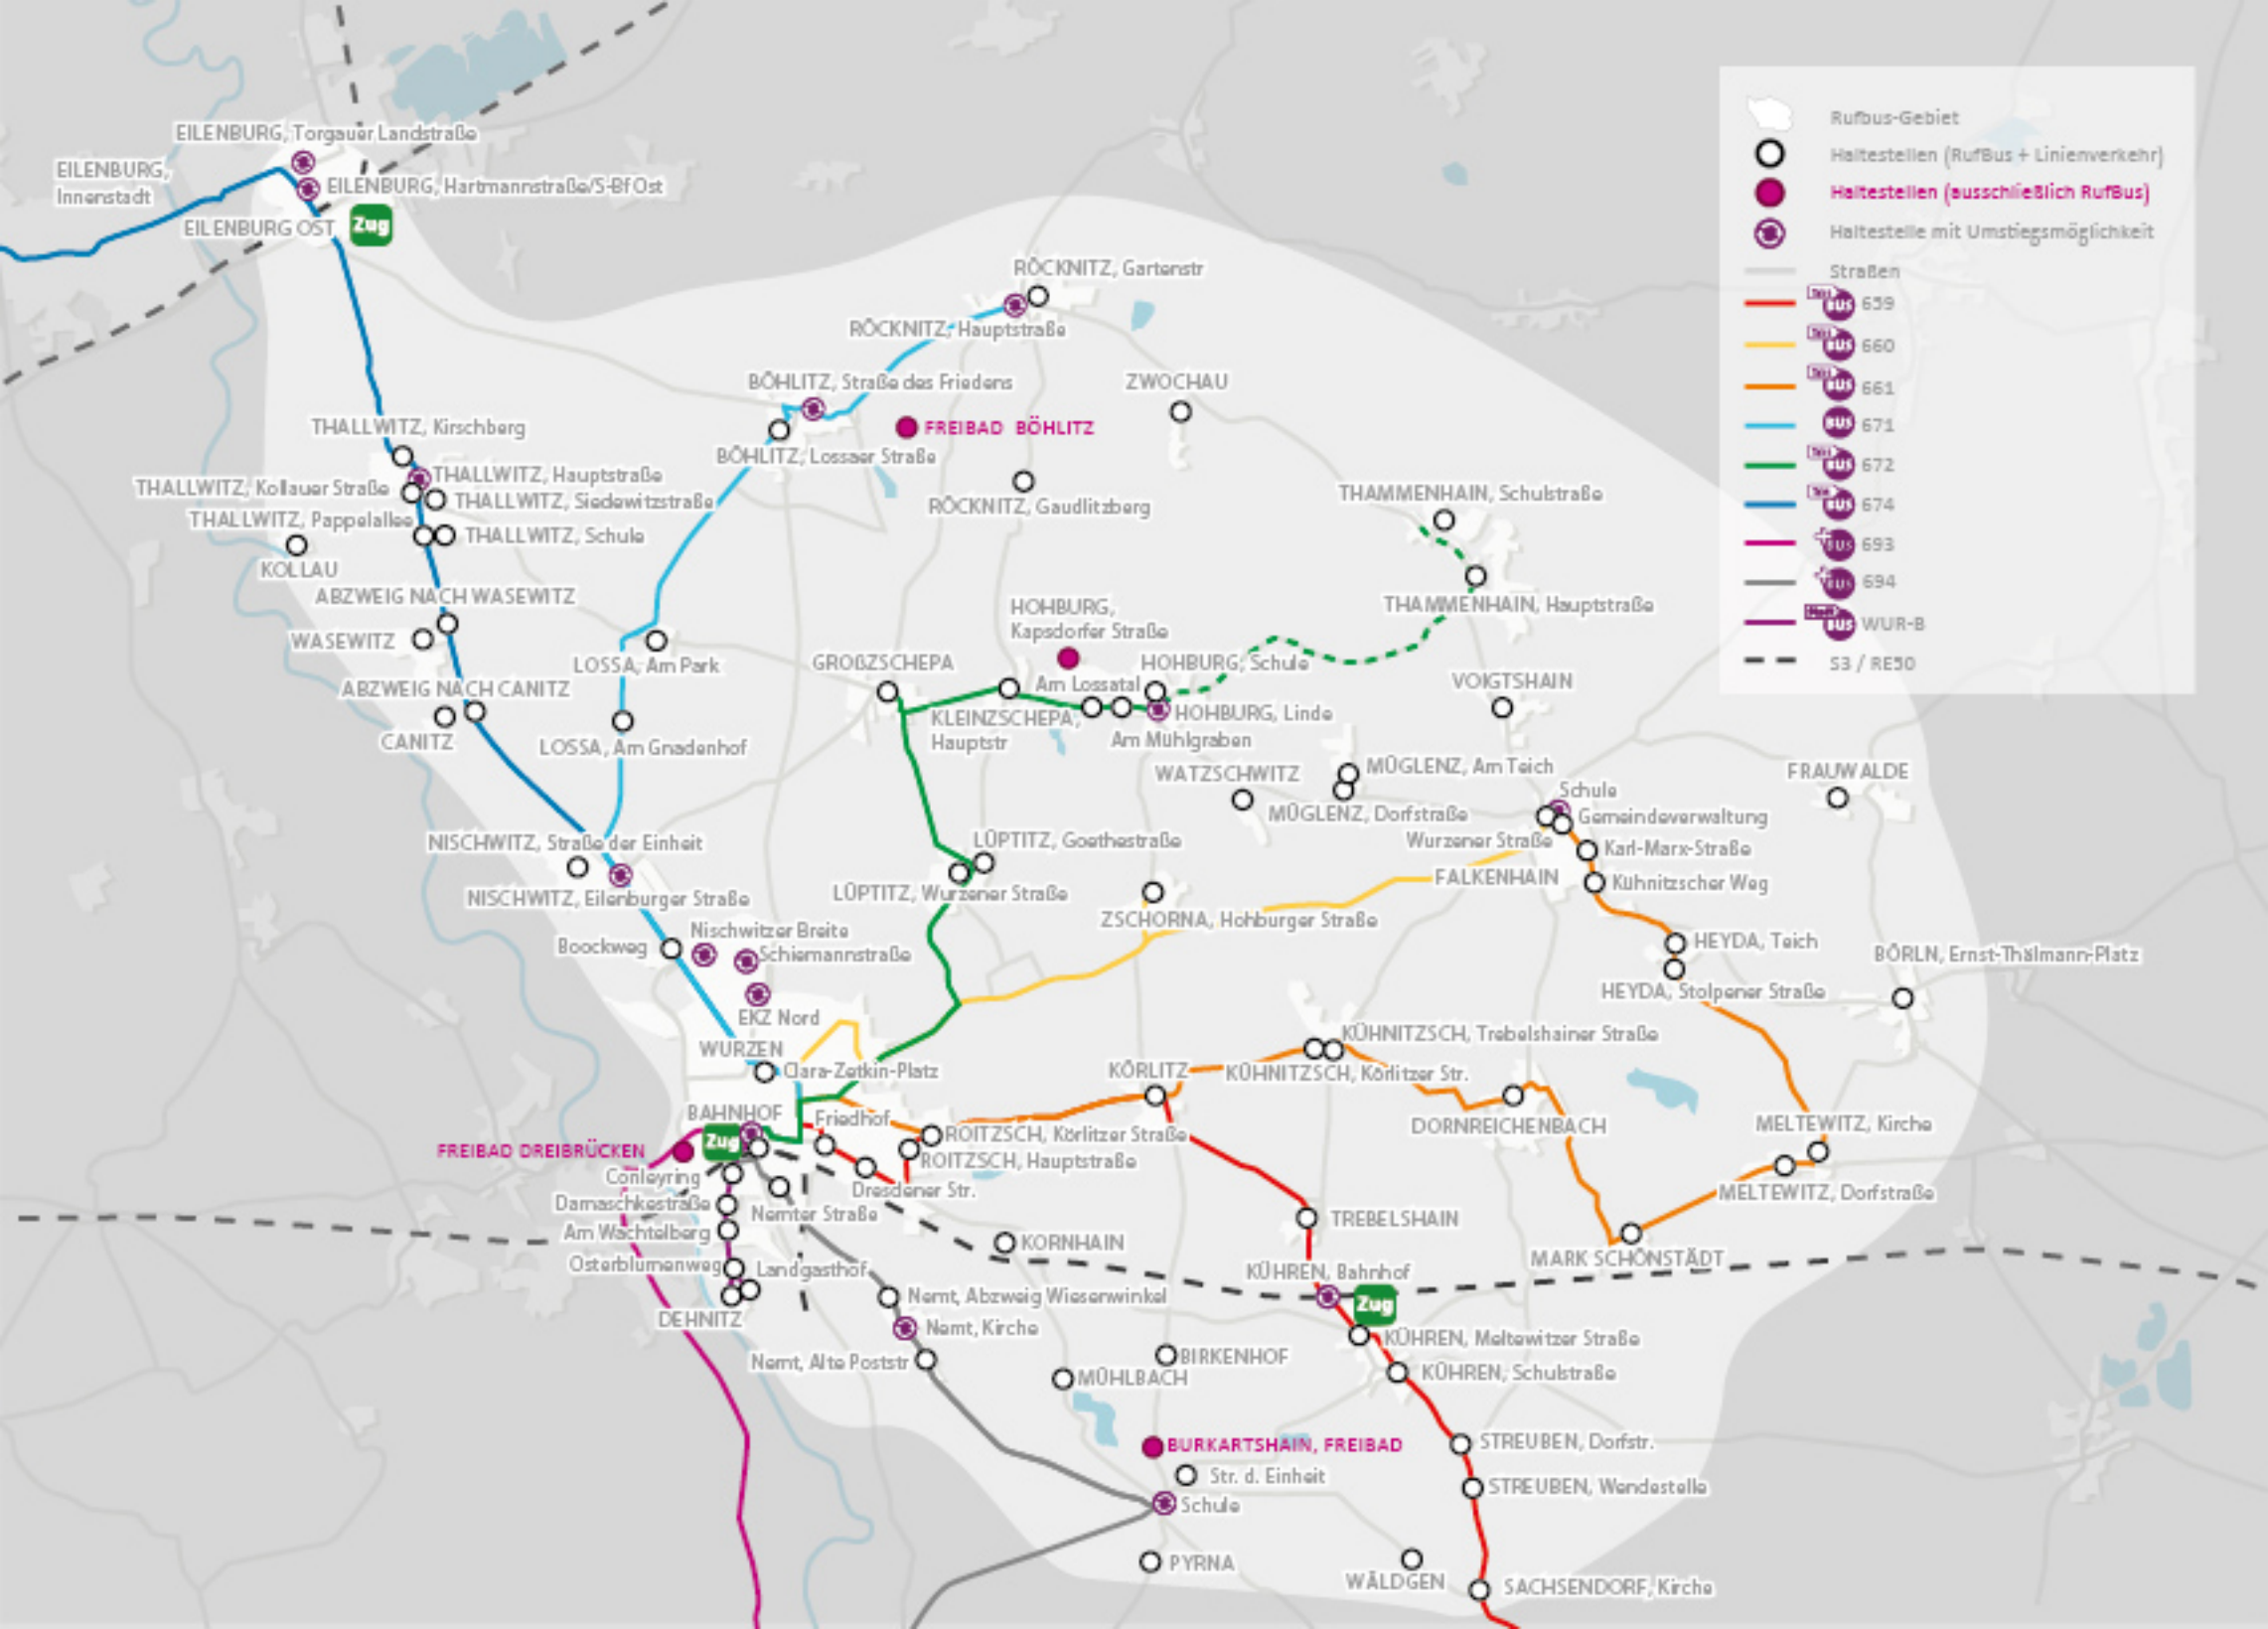 EILENBURG, Torgauer Landstraße
EILENBURG,
Innenstadt
EILENBURG, Hartmannstraße/S-Bf Ost
EILENBURG OST
Zug
RÖCKNITZ, Gartenstr
RÖCKNITZ, Hauptstraße
BÖHLITZ, Straße des Friedens
ZWOCHAU
FREIBAD BÖHLITZ
BÖHLITZ, Lossaer Straße
RÖCKNITZ, Gaudlitzberg
THALLWITZ, Kirschberg
THALLWITZ, Hauptstraße
THALLWITZ, Kollauer Straße
THALLWITZ, Siedewitzstraße
THALLWITZ, Pappelallee
THALLWITZ, Schule
KOLLAU
ABZWEIG NACH WASEWITZ
WASEWITZ
ABZWEIG NACH CANITZ
CANITZ
LOSSA, Am Park
LOSSA, Am Gnadenhof
THAMMENHAIN, Schulstraße
THAMMENHAIN, Hauptstraße
HOHBURG,
Kapsdorfer Straße
GROßZSCHEPA
HOHBURG, Schule
Am Lossatal
KLEINZSCHEPA,
Hauptstr
HOHBURG, Linde
Am Mühlgraben
VOIGTSHAIN
WATZSCHWITZ
MÜGLENZ, Am Teich
MÜGLENZ, Dorfstraße
FRAUWALDE
Schule
Gemeindeverwaltung
Wurzener Straße
Karl-Marx-Straße
FALKENHAIN
Kühnitzscher Weg
NISCHWITZ, Straße der Einheit
NISCHWITZ, Eilenburger Straße
LÜPTITZ, Goethestraße
LÜPTITZ, Wurzener Straße
ZSCHORNA, Hohburger Straße
HEYDA, Teich
HEYDA, Stolpener Straße
BÖRLN, Ernst-Thälmann-Platz
Boockweg
Nischwitzer Breite
Schiemannstraße
EKZ Nord
WURZEN
Clara-Zetkin-Platz
KÖRLITZ
KÜHNITZSCH, Trebelshainer Straße
KÜHNITZSCH, Körlitzer Str.
DORNREICHENBACH
MELTEWITZ, Kirche
MELTEWITZ, Dorfstraße
MARK SCHÖNSTÄDT
BAHNHOF
Zug
Friedhof
FREIBAD DREIBRÜCKEN
ROITZSCH, Körlitzer Straße
ROITZSCH, Hauptstraße
Dresdener Str.
Conleyring
Damaschkestraße
Nemter Straße
Am Wachtelberg
Osterblumenweg
Landgasthof
DEHNITZ
KORNHAIN
TREBELSHAIN
KÜHREN, Bahnhof
Zug
KÜHREN, Meltewitzer Straße
KÜHREN, Schulstraße
Nemt, Abzweig Wiesenwinkel
Nemt, Kirche
Nemt, Alte Poststr
BIRKENHOF
MÜHLBACH
BURKARTSHAIN, FREIBAD
Str. d. Einheit
Schule
PYRNA
WÄLDGEN
STREUBEN, Dorfstr.
STREUBEN, Wendestelle
SACHSENDORF, Kirche
Rufbus-Gebiet
Haltestellen (RufBus + Linienverkehr)
Haltestellen (ausschließlich RufBus)
Haltestelle mit Umstiegsmöglichkeit
Straßen
BUS 659
BUS 660
BUS 661
BUS 671
BUS 672
BUS 674
BUS 693
BUS 694
BUS WUR-B
S3 / RE50